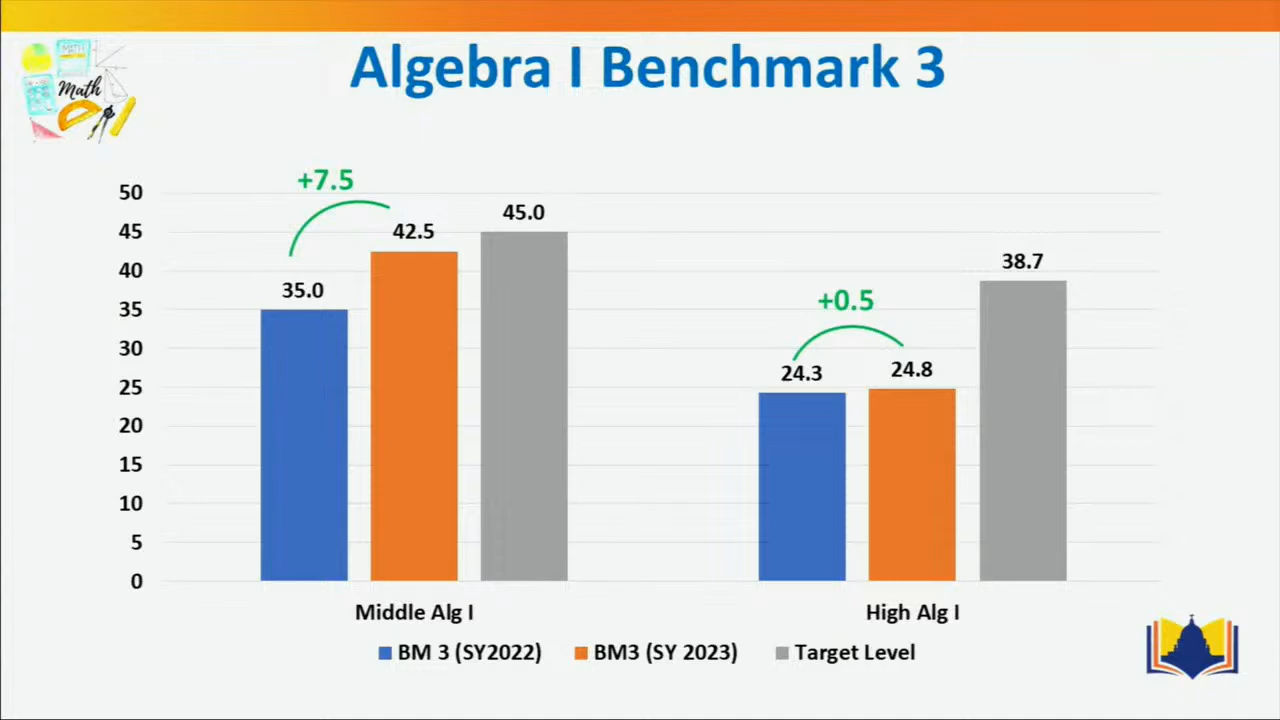 Algebra I Benchmark 3
MATH
Math
+7.5
+0.5
50
45
40
35
30
25
20
15
10
5
0
35.0
42.5
45.0
24.3
24.8
38.7
Middle Alg I
High Alg I
BM 3 (SY2022)
BM3 (SY 2023)
Target Level